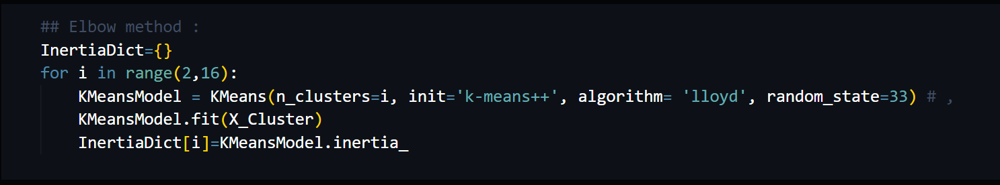 ## Elbow method :
InertiaDict={}
for i in range(2,16):
    KMeansModel = KMeans(n_clusters=i, init='k-means++', algorithm= 'lloyd', random_state=33) # ,
    KMeansModel.fit(X_Cluster)
    InertiaDict[i]=KMeansModel.inertia_